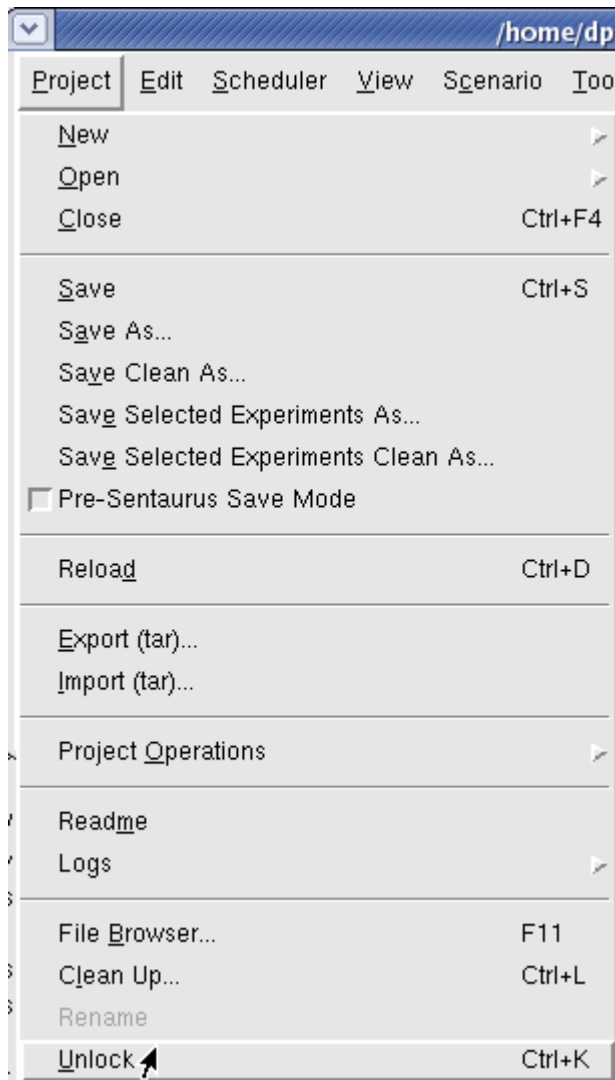 /home/dp
Project Edit Scheduler View Scenario Too
New
Open
Close Ctrl+F4
Save Ctrl+S
Save As...
Save Clean As...
Save Selected Experiments As...
Save Selected Experiments Clean As...
Pre-Sentaurus Save Mode
Reload Ctrl+D
Export (tar)...
Import (tar)...
Project Operations
Readme
Logs
File Browser... F11
Clean Up... Ctrl+L
Rename
Unlock Ctrl+K